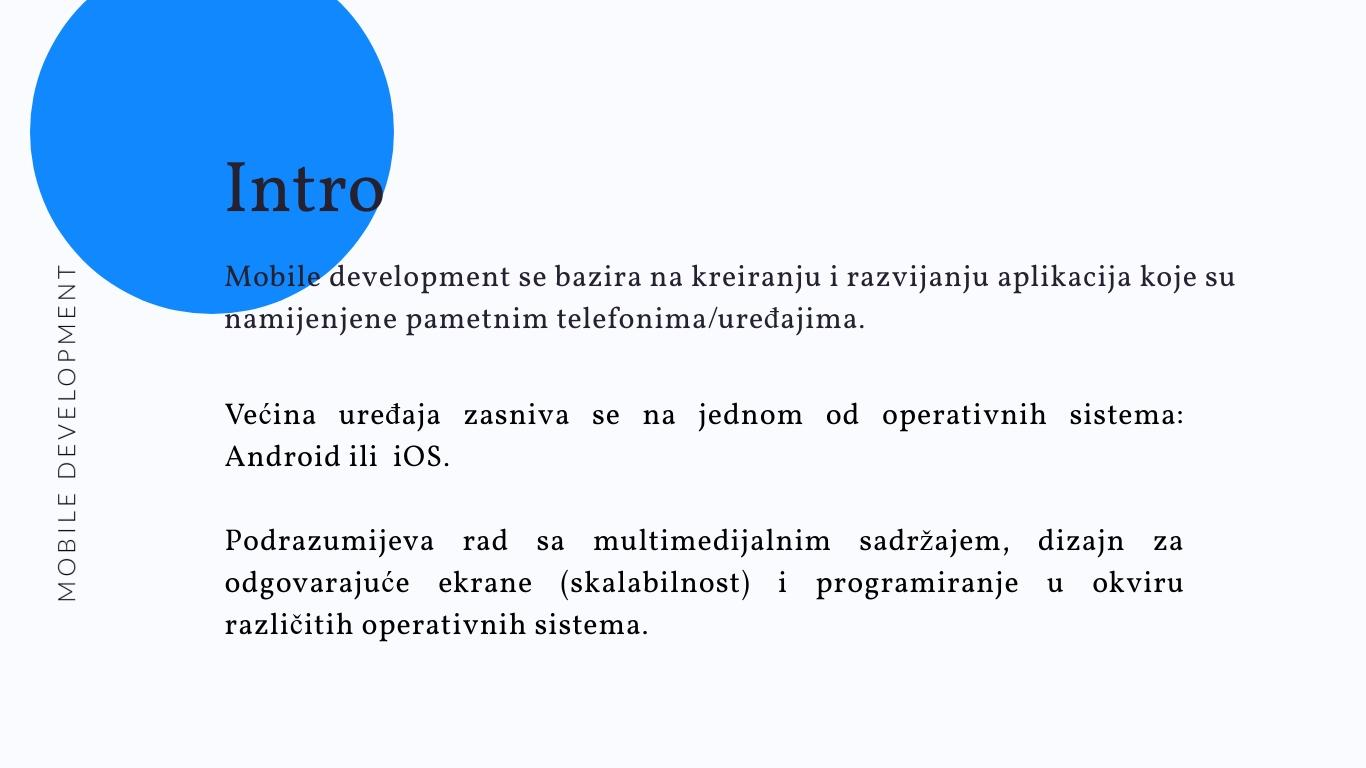 Intro
Mobile development se bazira na kreiranju i razvijanju aplikacija koje su
namijenjene pametnim telefonima/uređajima.
Većina uređaja zasniva se na jednom od operativnih sistema:
Android ili  iOS.
Podrazumijeva rad sa multimedijalnim sadržajem, dizajn za
odgovarajuće ekrane (skalabilnost) i programiranje u okviru
različitih operativnih sistema.
MOBILE DEVELOPMENT